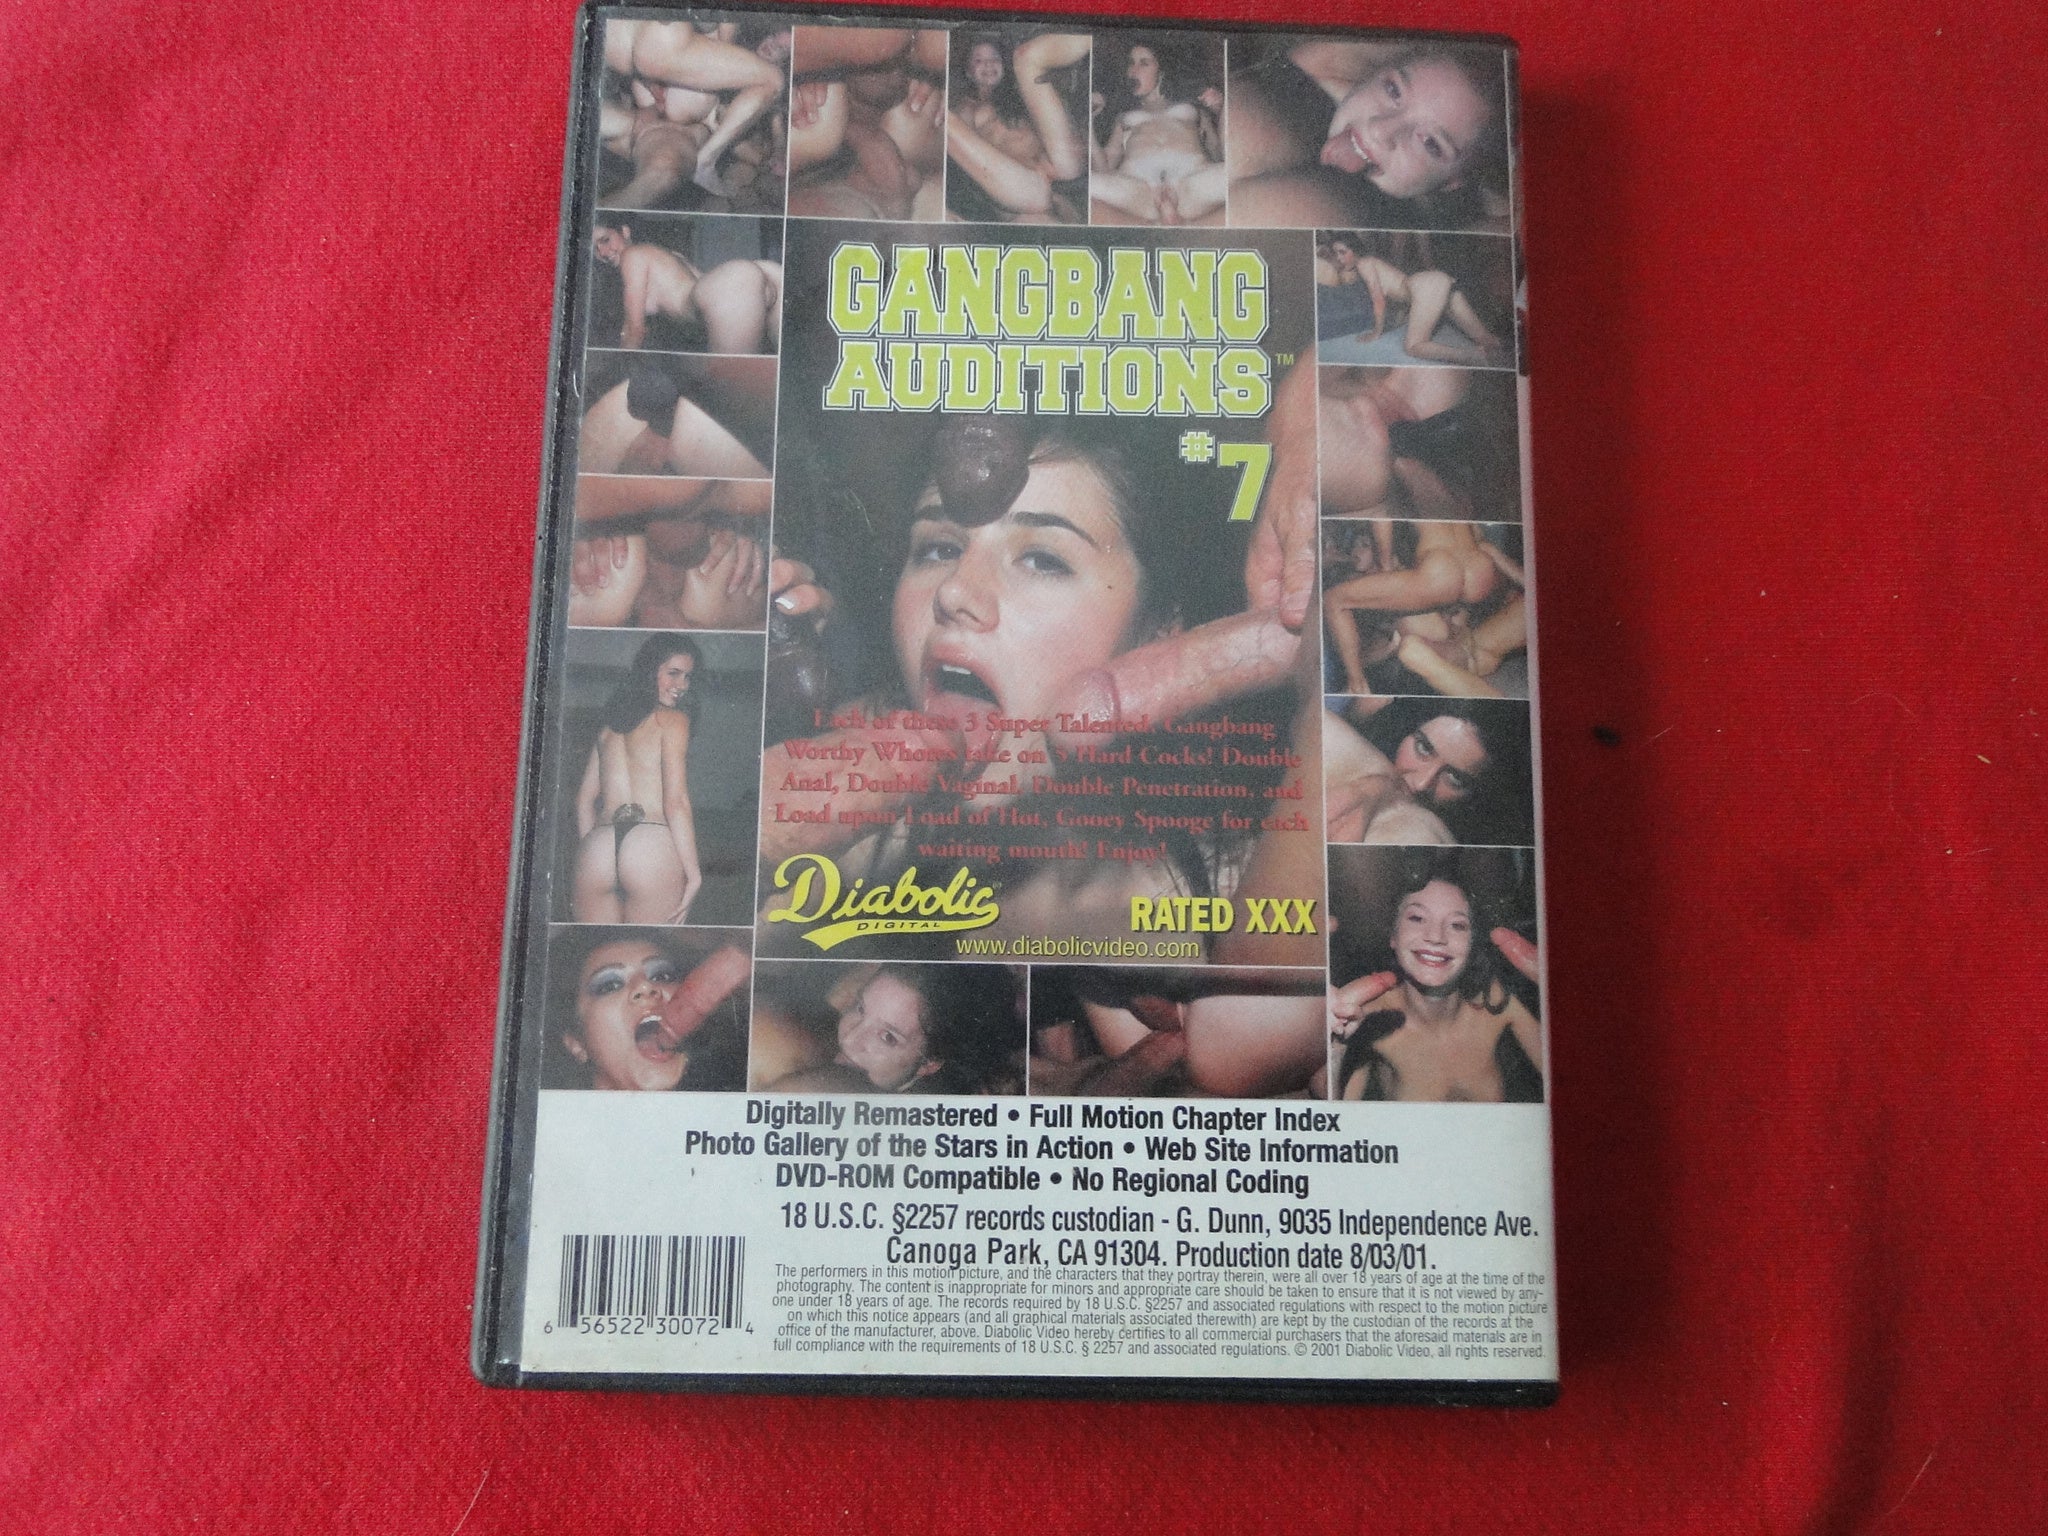 GANGBANG
AUDITIONS™
#7
Each of these 3 Super Talented, Gangbang
Worthy Whores take on 5 Hard Cocks! Double
Anal, Double Vaginal, Double Penetration, and
Load upon Load of Hot, Gooey Spooge for each
waiting mouth! Enjoy!
Diabolic
DIGITAL
RATED XXX
www.diabolicvideo.com
Digitally Remastered • Full Motion Chapter Index
Photo Gallery of the Stars in Action • Web Site Information
DVD-ROM Compatible • No Regional Coding
18 U.S.C. §2257 records custodian - G. Dunn, 9035 Independence Ave.
Canoga Park, CA 91304. Production date 8/03/01.
The performers in this motion picture, and the characters that they portray therein, were all over 18 years of age at the time of the
photography. The content is inappropriate for minors and appropriate care should be taken to ensure that it is not viewed by any-
one under 18 years of age. The records required by 18 U.S.C. §2257 and associated regulations with respect to the motion picture
on which this notice appears (and all graphical materials associated therewith) are kept by the custodian of the records at the
office of the manufacturer, above. Diabolic Video hereby certifies to all commercial purchasers that the aforesaid materials are in
full compliance with the requirements of 18 U.S.C. § 2257 and associated regulations. © 2001 Diabolic Video, all rights reserved.
6 56522 30072 4